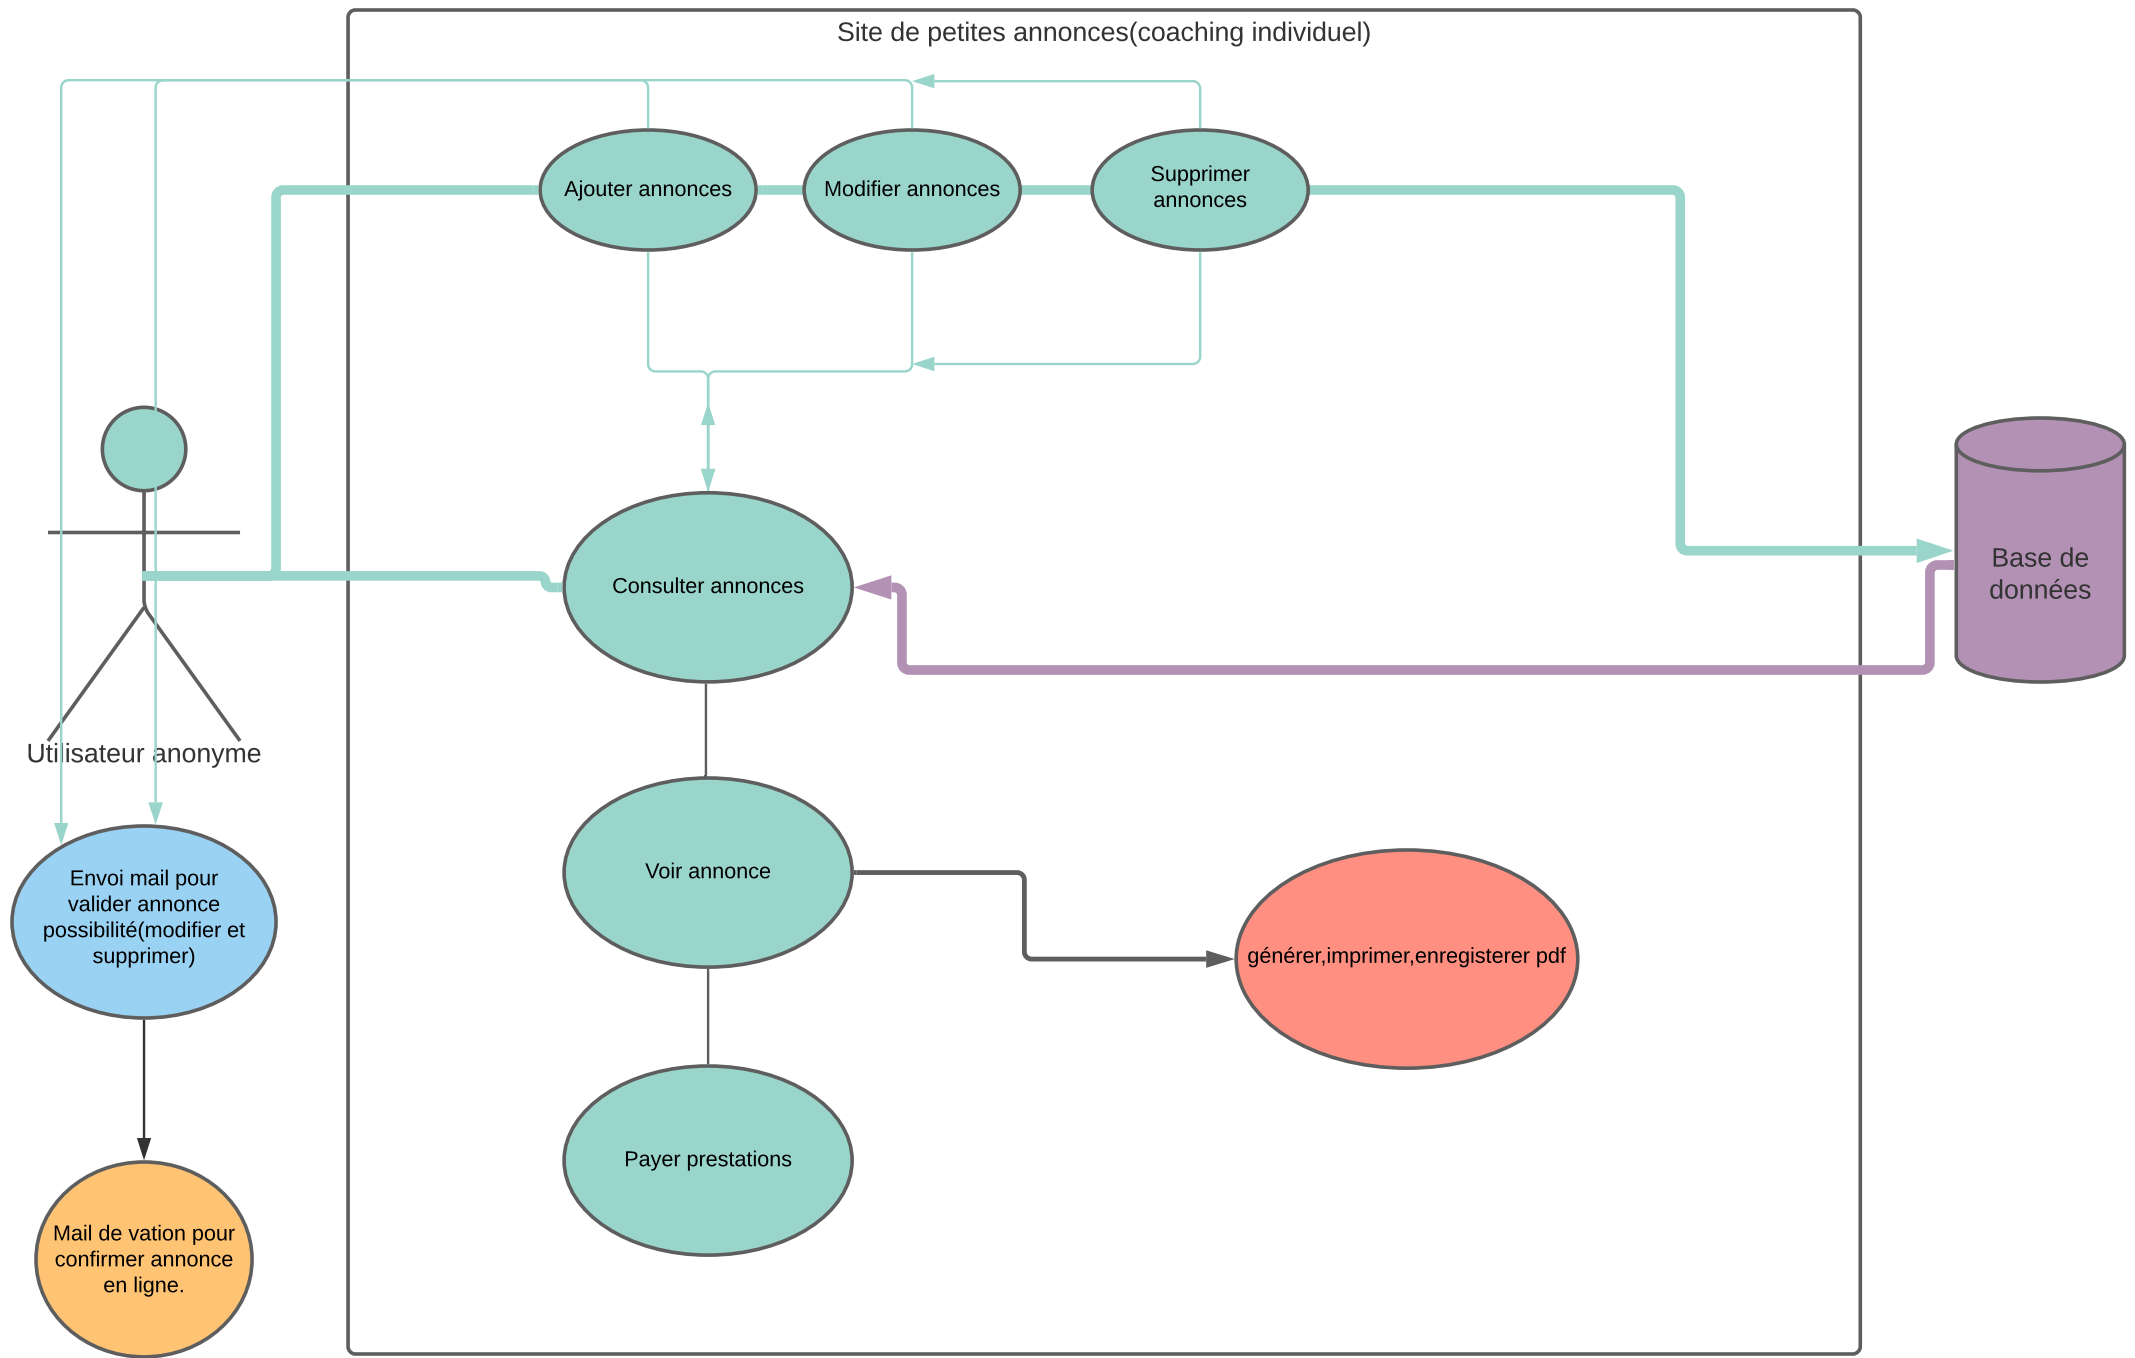 Site de petites annonces(coaching individuel)
Ajouter annonces
Modifier annonces
Supprimer
annonces
Utilisateur anonyme
Consulter annonces
Base de
données
Voir annonce
générer,imprimer,enregisterer pdf
Envoi mail pour
valider annonce
possibilité(modifier et
supprimer)
Payer prestations
Mail de vation pour
confirmer annonce
en ligne.